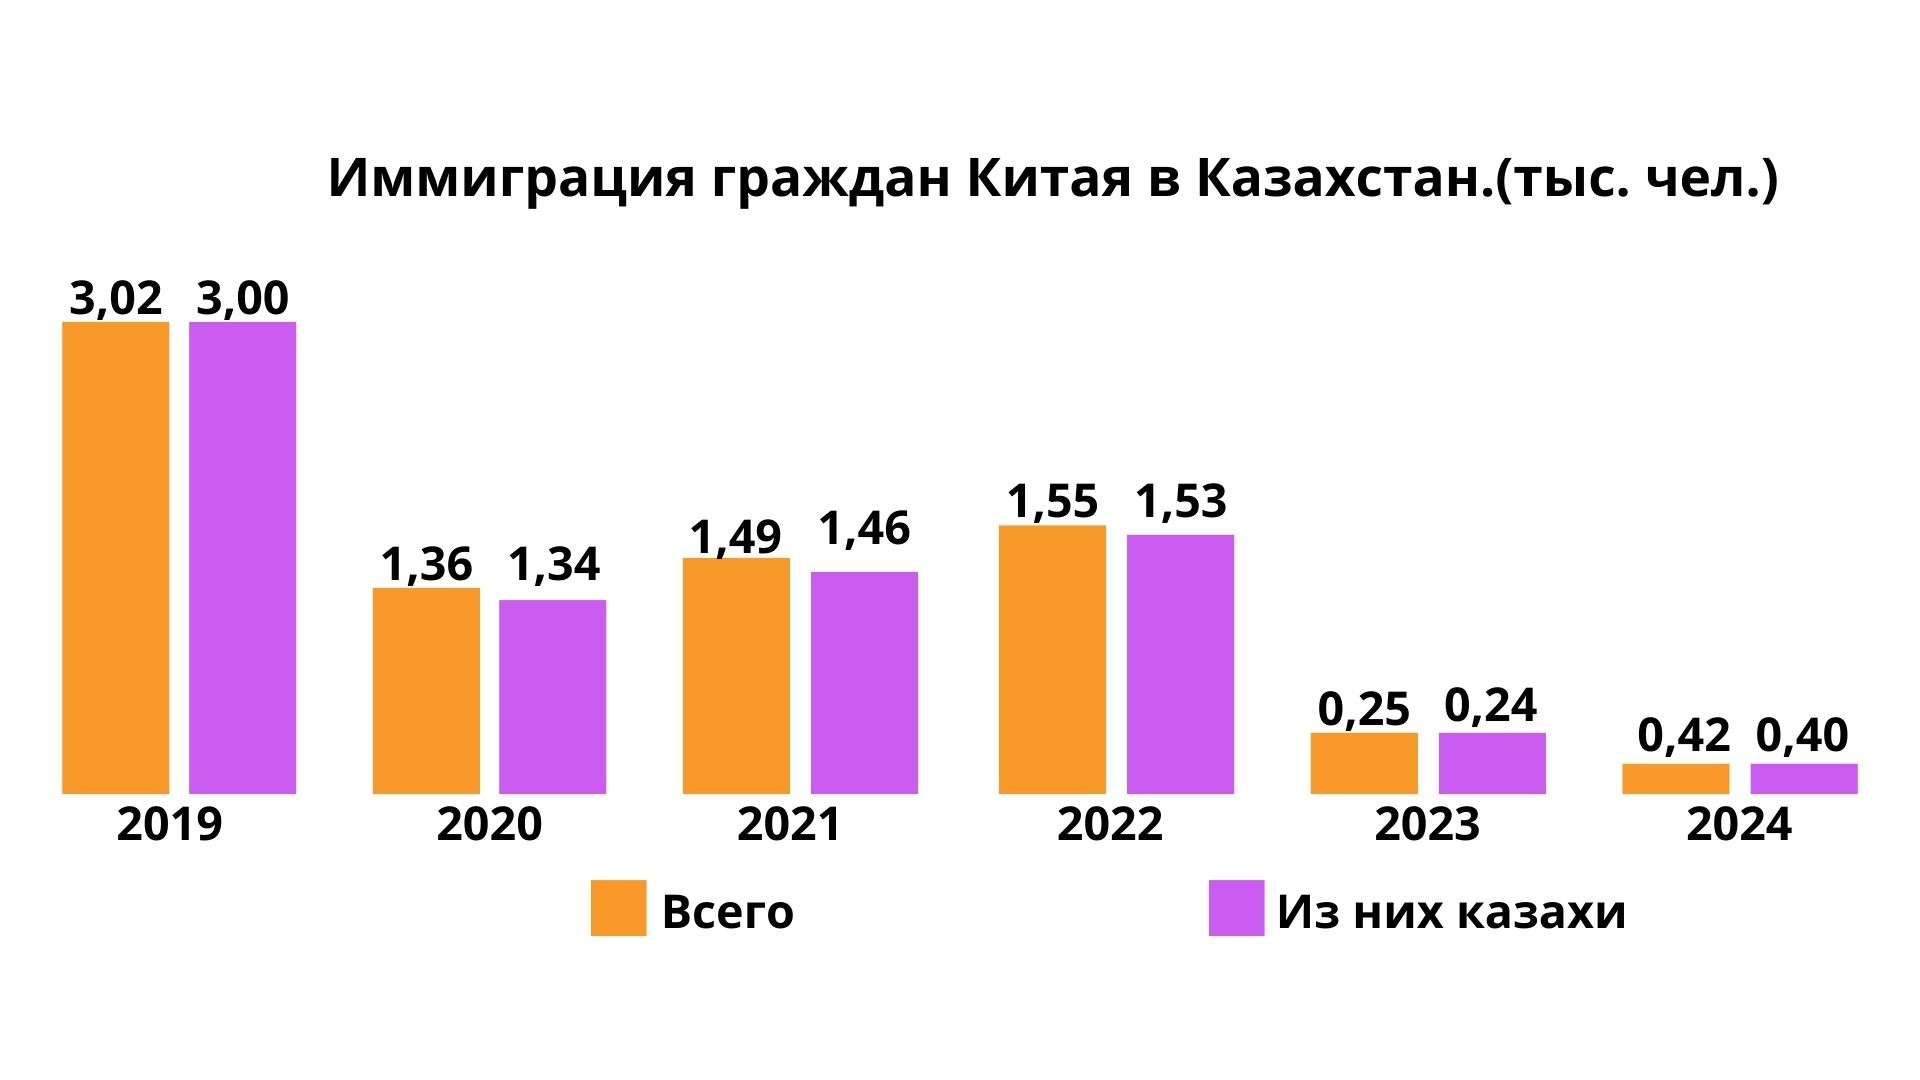 Иммиграция граждан Китая в Казахстан.(тыс. чел.)
3,02 3,00
1,36 1,34
1,49 1,46
1,55 1,53
0,25 0,24
0,42 0,40
2019 2020 2021 2022 2023 2024
Всего Из них казахи